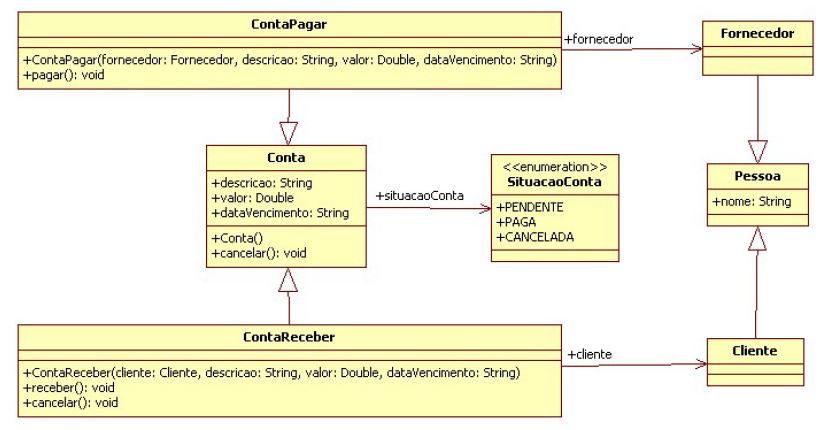 ContaPagar
+ContaPagar(fornecedor: Fornecedor, descricao: String, valor: Double, dataVencimento: String)
+pagar(): void
+fornecedor
Fornecedor
Conta
+descricao: String
+valor: Double
+dataVencimento: String
+Conta()
+cancelar(): void
+situacaoConta
<<enumeration>>
SituacaoConta
+PENDENTE
+PAGA
+CANCELADA
Pessoa
+nome: String
ContaReceber
+ContaReceber(cliente: Cliente, descricao: String, valor: Double, dataVencimento: String)
+receber(): void
+cancelar(): void
+cliente
Cliente